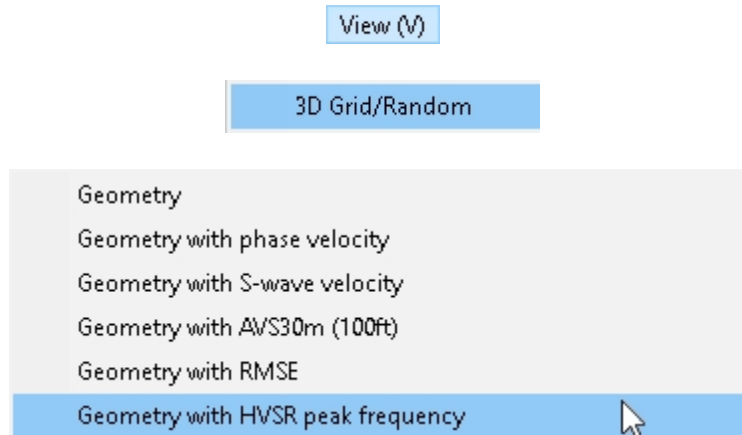 View (V)
3D Grid/Random
Geometry
Geometry with phase velocity
Geometry with S-wave velocity
Geometry with AVS30m (100ft)
Geometry with RMSE
Geometry with HVSR peak frequency